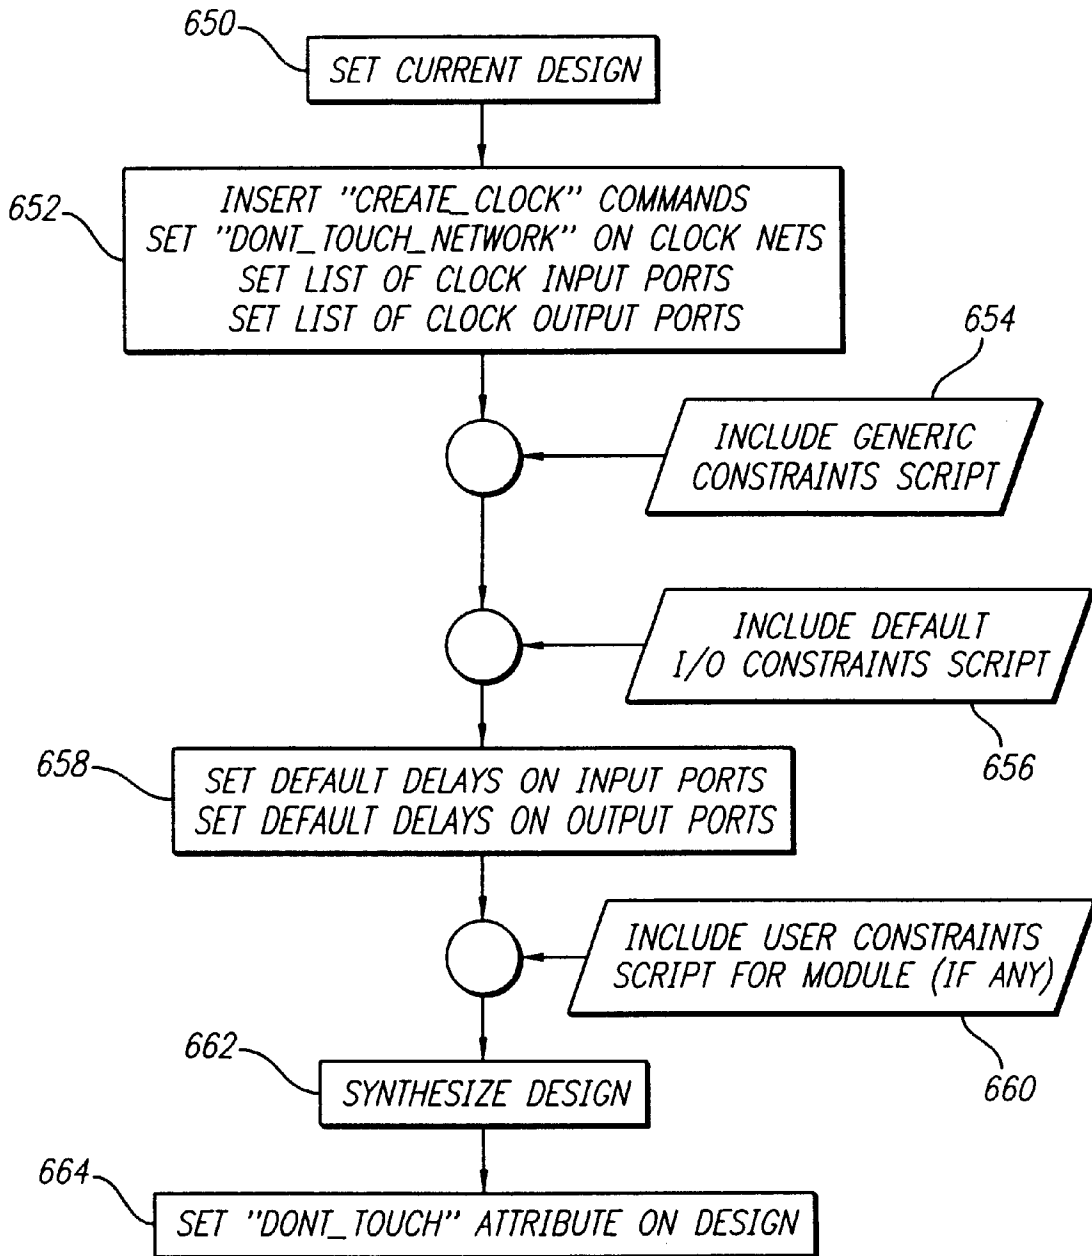 650
SET CURRENT DESIGN
652
INSERT "CREATE_CLOCK" COMMANDS
SET "DONT_TOUCH_NETWORK" ON CLOCK NETS
SET LIST OF CLOCK INPUT PORTS
SET LIST OF CLOCK OUTPUT PORTS
654
INCLUDE GENERIC
CONSTRAINTS SCRIPT
INCLUDE DEFAULT
I/O CONSTRAINTS SCRIPT
656
658
SET DEFAULT DELAYS ON INPUT PORTS
SET DEFAULT DELAYS ON OUTPUT PORTS
INCLUDE USER CONSTRAINTS
SCRIPT FOR MODULE (IF ANY)
660
662
SYNTHESIZE DESIGN
664
SET "DONT_TOUCH" ATTRIBUTE ON DESIGN